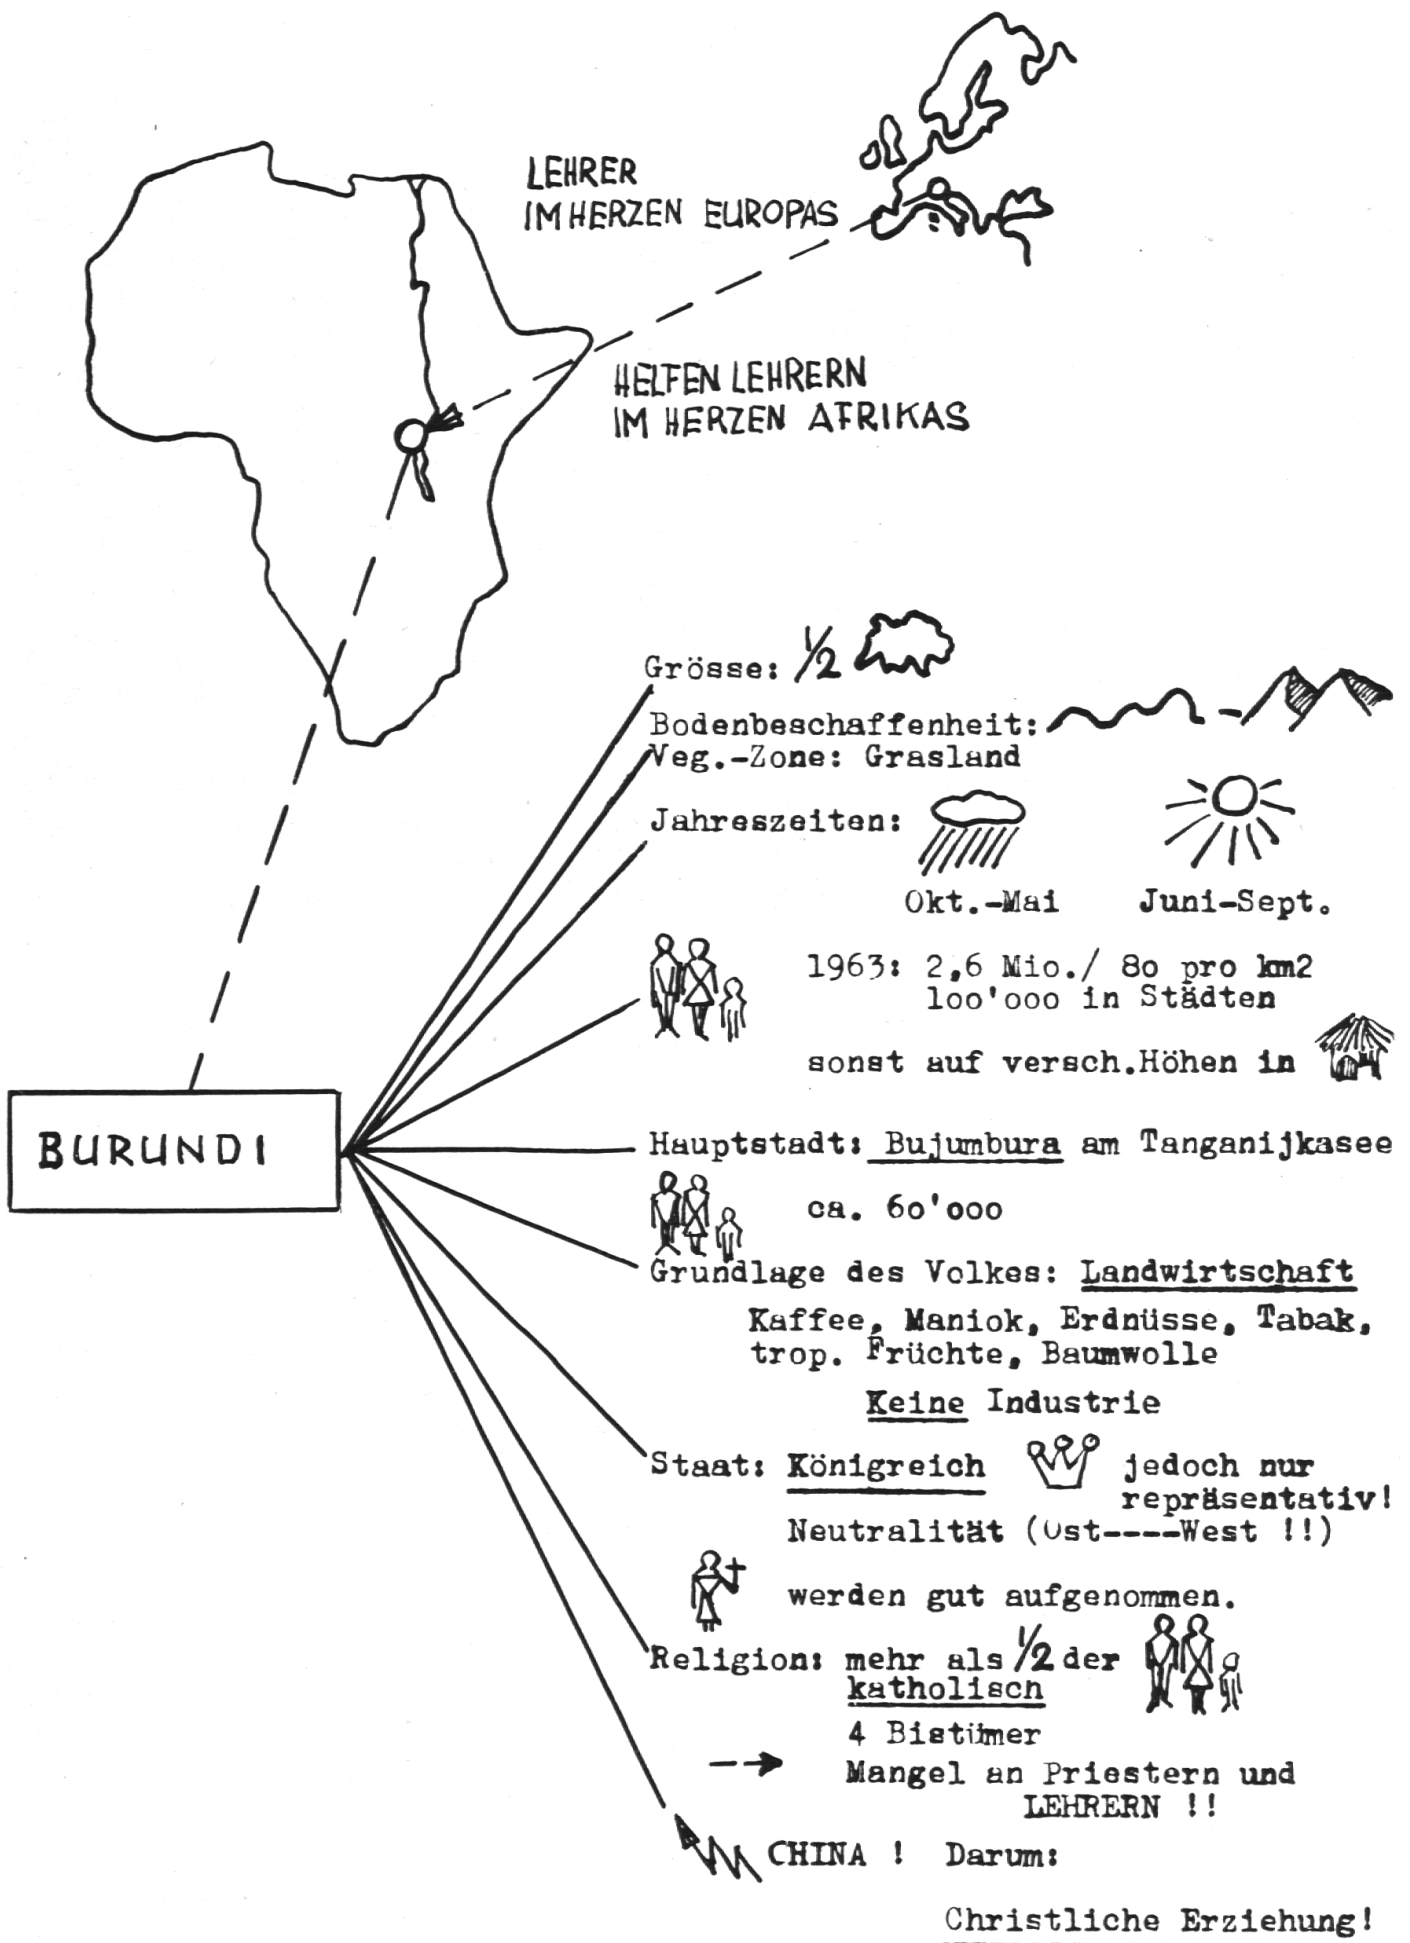 LEHRER
IM HERZEN EUROPAS
HELFEN LEHRERN
IM HERZEN AFRIKAS
Grösse: 1/2
Bodenbeschaffenheit:
Veg.-Zone: Grasland
Jahreszeiten:
Okt.-Mai Juni-Sept.
1963: 2,6 Mio./ 8o pro km2
loo'ooo in Städten
sonst auf versch.Höhen in
BURUNDI
Hauptstadt: Bujumbura am Tanganijkasee
ca. 6o'ooo
Grundlage des Volkes: Landwirtschaft
Kaffee, Maniok, Erdnüsse, Tabak,
trop. Früchte, Baumwolle
Keine Industrie
Staat: Königreich jedoch nur
repräsentativ!
Neutralität (Ost----West !!)
werden gut aufgenommen.
Religion: mehr als 1/2 der
katholisch
4 Bistümer
Mangel an Priestern und
LEHRERN !!
CHINA ! Darum:
Christliche Erziehung!